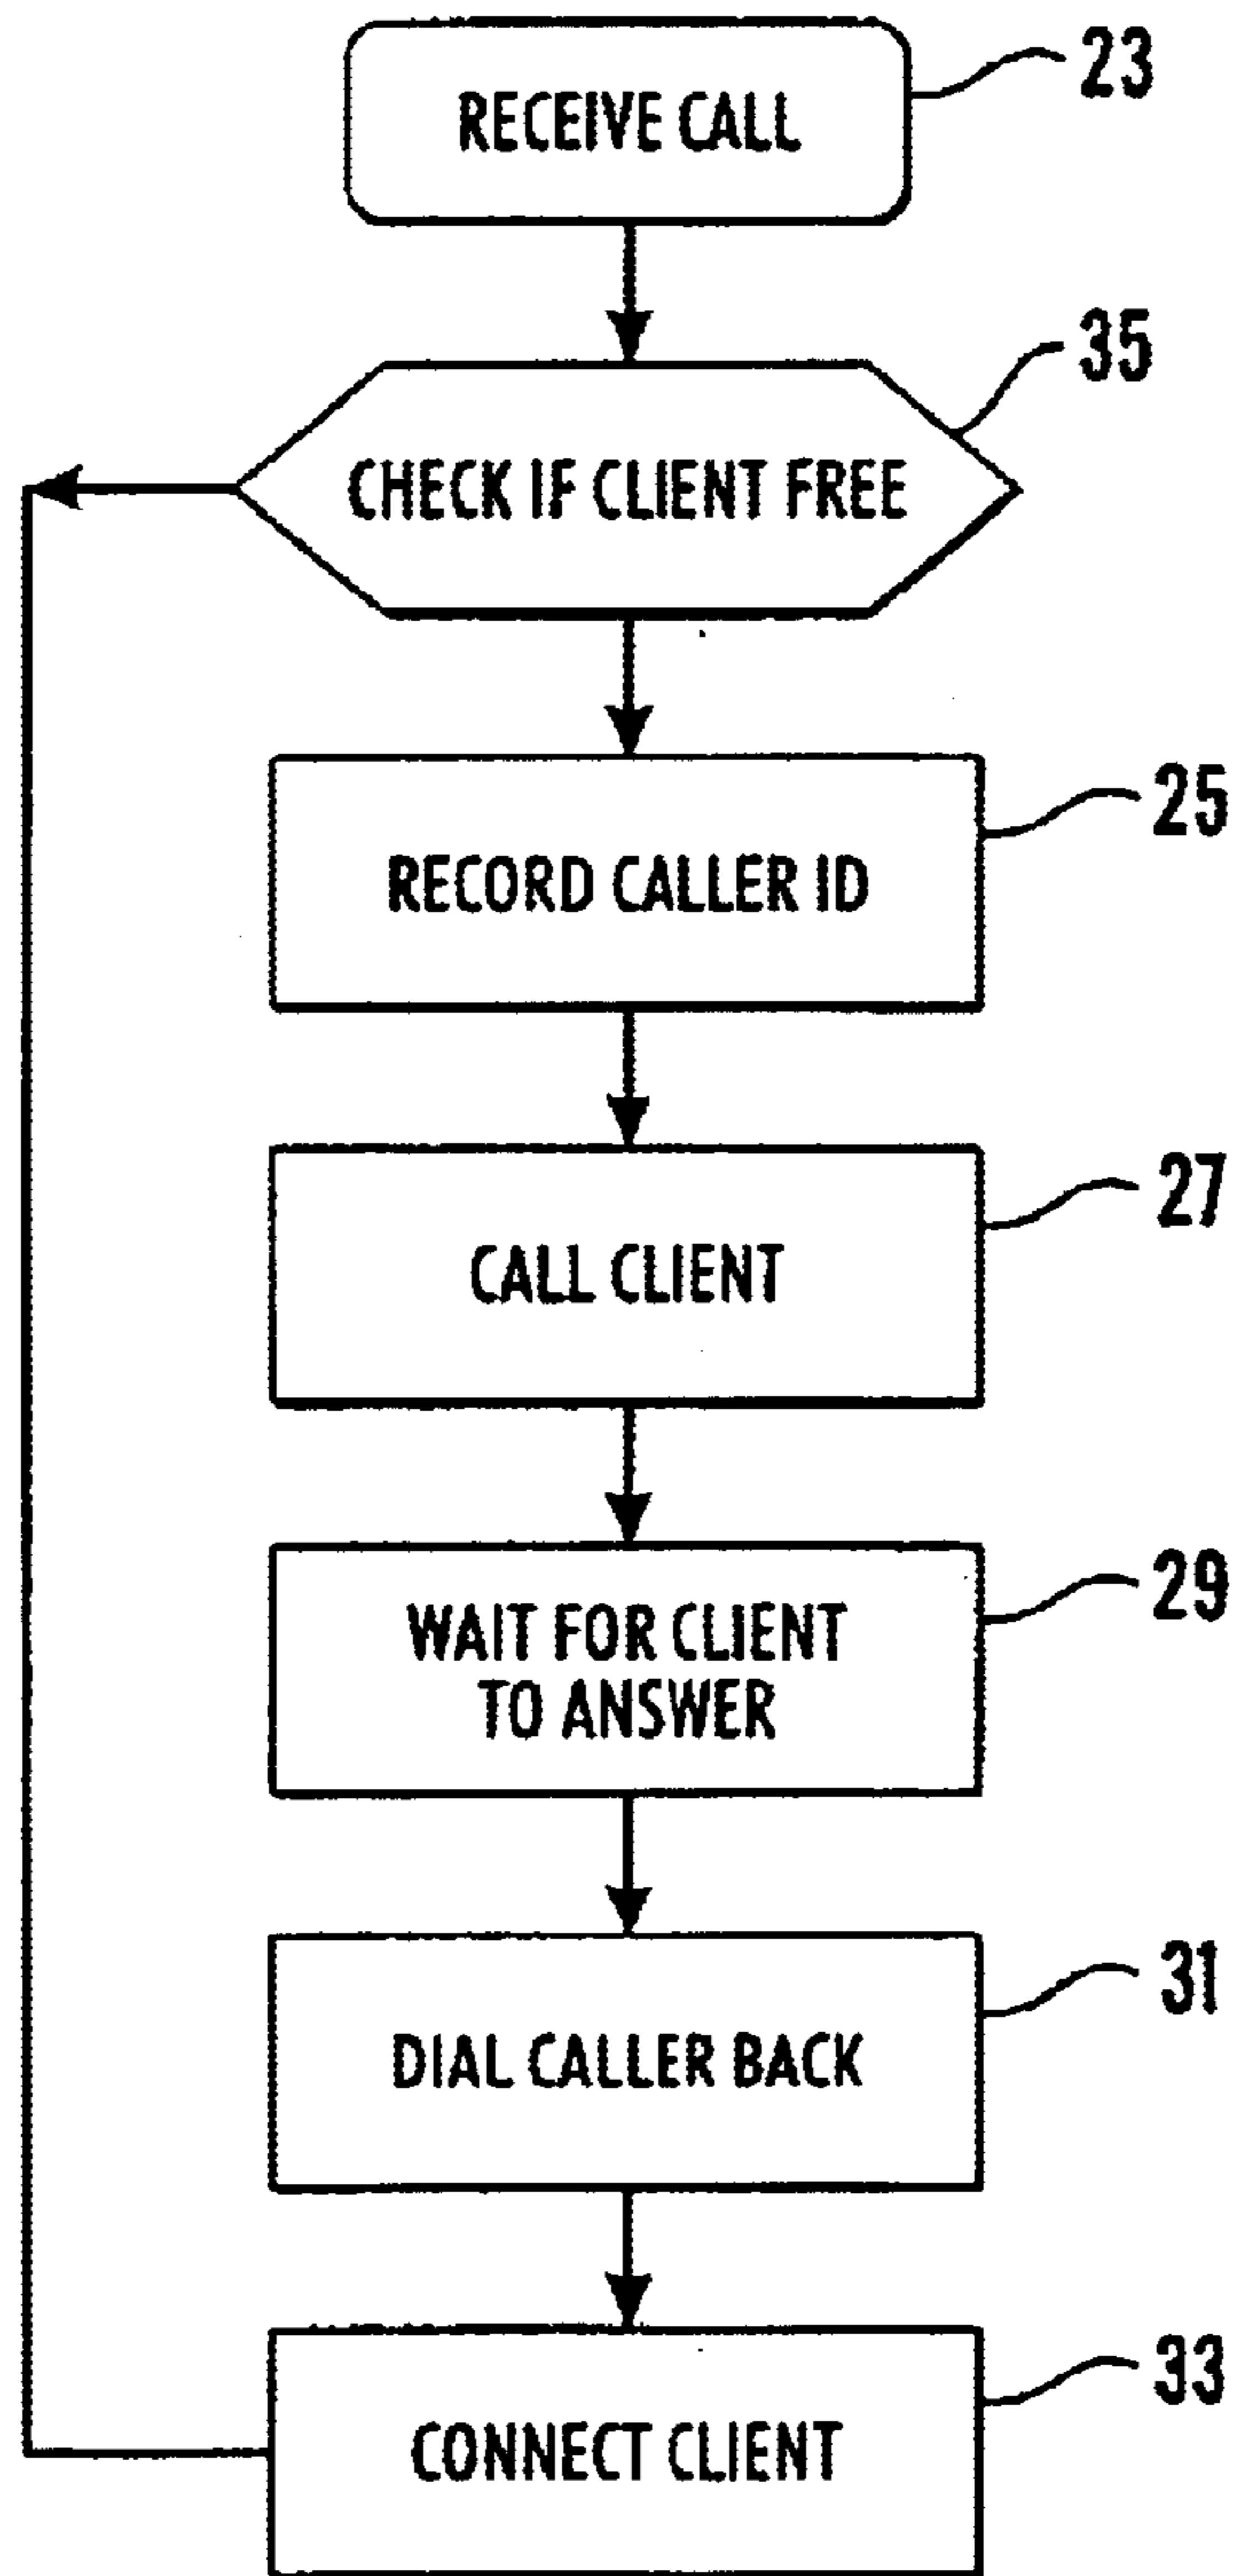 RECEIVE CALL
23
CHECK IF CLIENT FREE
35
RECORD CALLER ID
25
CALL CLIENT
27
WAIT FOR CLIENT
TO ANSWER
29
DIAL CALLER BACK
31
CONNECT CLIENT
33